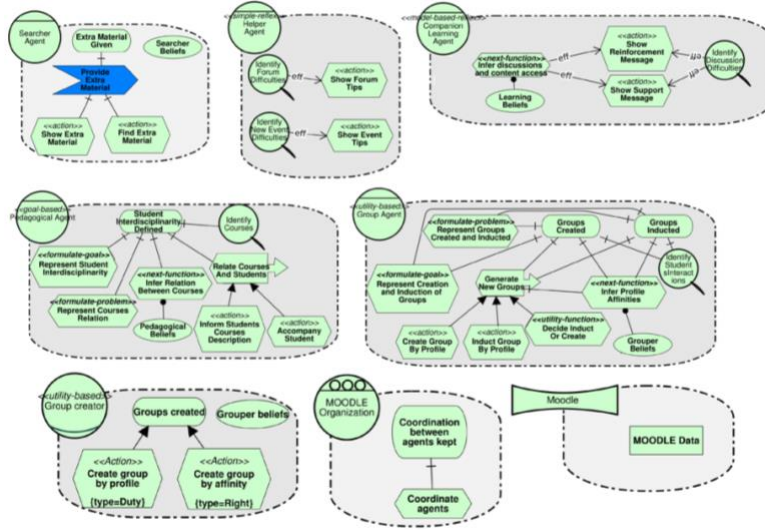 Searcher
Agent
Extra Material
Given
Searcher
Beliefs
Provide
Extra
Material
<<action>>
Show Extra
Material
<<action>>
Find Extra
Material
<<simple-reflex>>
Helper
Agent
Identify
Forum
Difficulties
eff
<<action>>
Show Forum
Tips
Identify
New Event
Difficulties
eff
<<action>>
Show Event
Tips
<<model-based-reflex>>
Companion
Learning
Agent
<<next-function>>
Infer discussions
and content access
Learning
Beliefs
eff
eff
<<action>>
Show
Reinforcement
Message
<<action>>
Show Support
Message
eff
eff
Identify
Discussion
Difficulties
<<goal-based>>
Pedagogical Agent
Student
Interdisciplinarity
Defined
Identify
Courses
<<formulate-goal>>
Represent Student
Interdisciplinarity
<<next-function>>
Infer Relation
Between Courses
Relate Courses
And Students
<<formulate-problem>>
Represent Courses
Relation
Pedagogical
Beliefs
<<action>>
Inform Students
Courses
Description
<<action>>
Accompany
Student
<<utility-based>>
Group Agent
<<formulate-problem>>
Represent Groups
Created and Inducted
Groups
Created
Groups
Inducted
<<formulate-goal>>
Represent Creation
and Induction
of Groups
Generate
New Groups
<<next-function>>
Infer Profile
Affinities
Identify
Student
sInteract
ions
<<action>>
Create Group
By Profile
<<action>>
Induct Group
By Profile
<<utility-function>>
Decide Induct
Or Create
Grouper
Beliefs
<<utility-based>>
Group creator
Groups created
Grouper beliefs
<<Action>>
Create group
by profile
{type=Duty}
<<Action>>
Create group
by affinity
{type=Right}
MOODLE
Organization
Coordination
between
agents kept
Coordinate
agents
Moodle
MOODLE Data